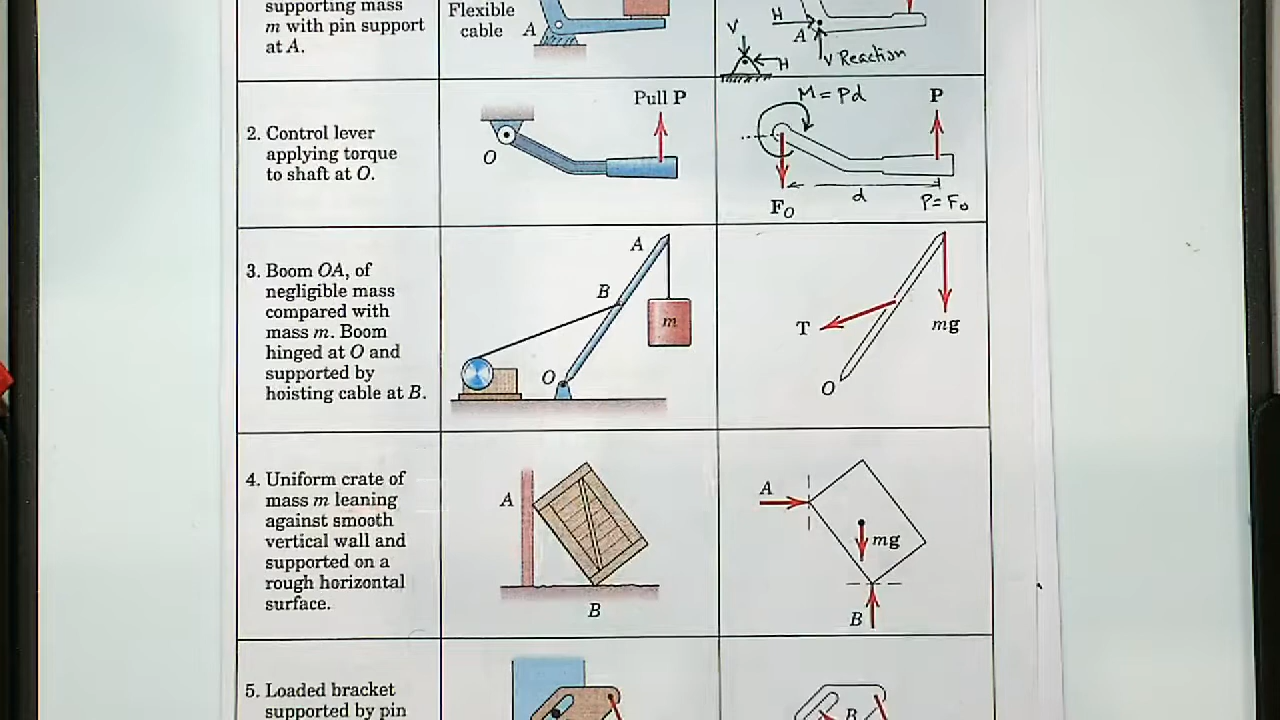 supporting mass
m with pin support
at A.
Flexible
cable
A
H
A
V
H
V Reaction
2. Control lever
applying torque
to shaft at O.
Pull P
O
M = Pd
P
FO
d
P = Fo
3. Boom OA, of
negligible mass
compared with
mass m. Boom
hinged at O and
supported by
hoisting cable at B.
A
B
m
O
T
mg
O
4. Uniform crate of
mass m leaning
against smooth
vertical wall and
supported on a
rough horizontal
surface.
A
B
A
mg
B
5. Loaded bracket
supported by pin
B